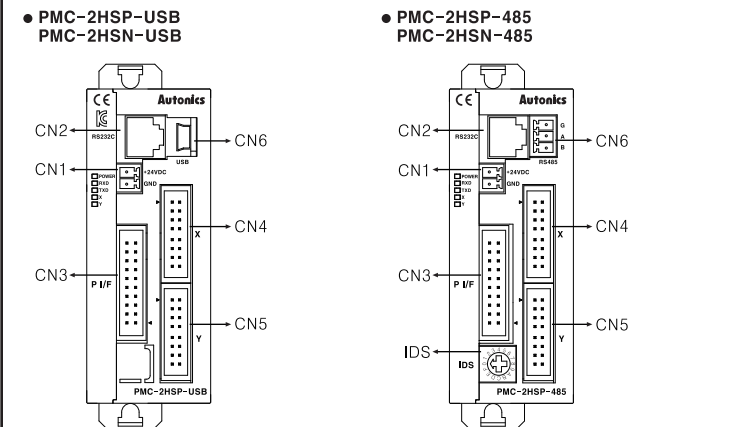 ● PMC-2HSP-USB
PMC-2HSN-USB
CE
Autonics
CN2
RS232C
USB
CN6
CN1
+24VDC
GND
POWER
RXD
TXD
X
Y
X
CN4
CN3
P I/F
Y
CN5
PMC-2HSP-USB
● PMC-2HSP-485
PMC-2HSN-485
CE
Autonics
CN2
RS232C
G
A
B
RS485
CN6
CN1
+24VDC
GND
POWER
RXD
TXD
X
Y
X
CN4
CN3
P I/F
Y
CN5
IDS
IDS
PMC-2HSP-485